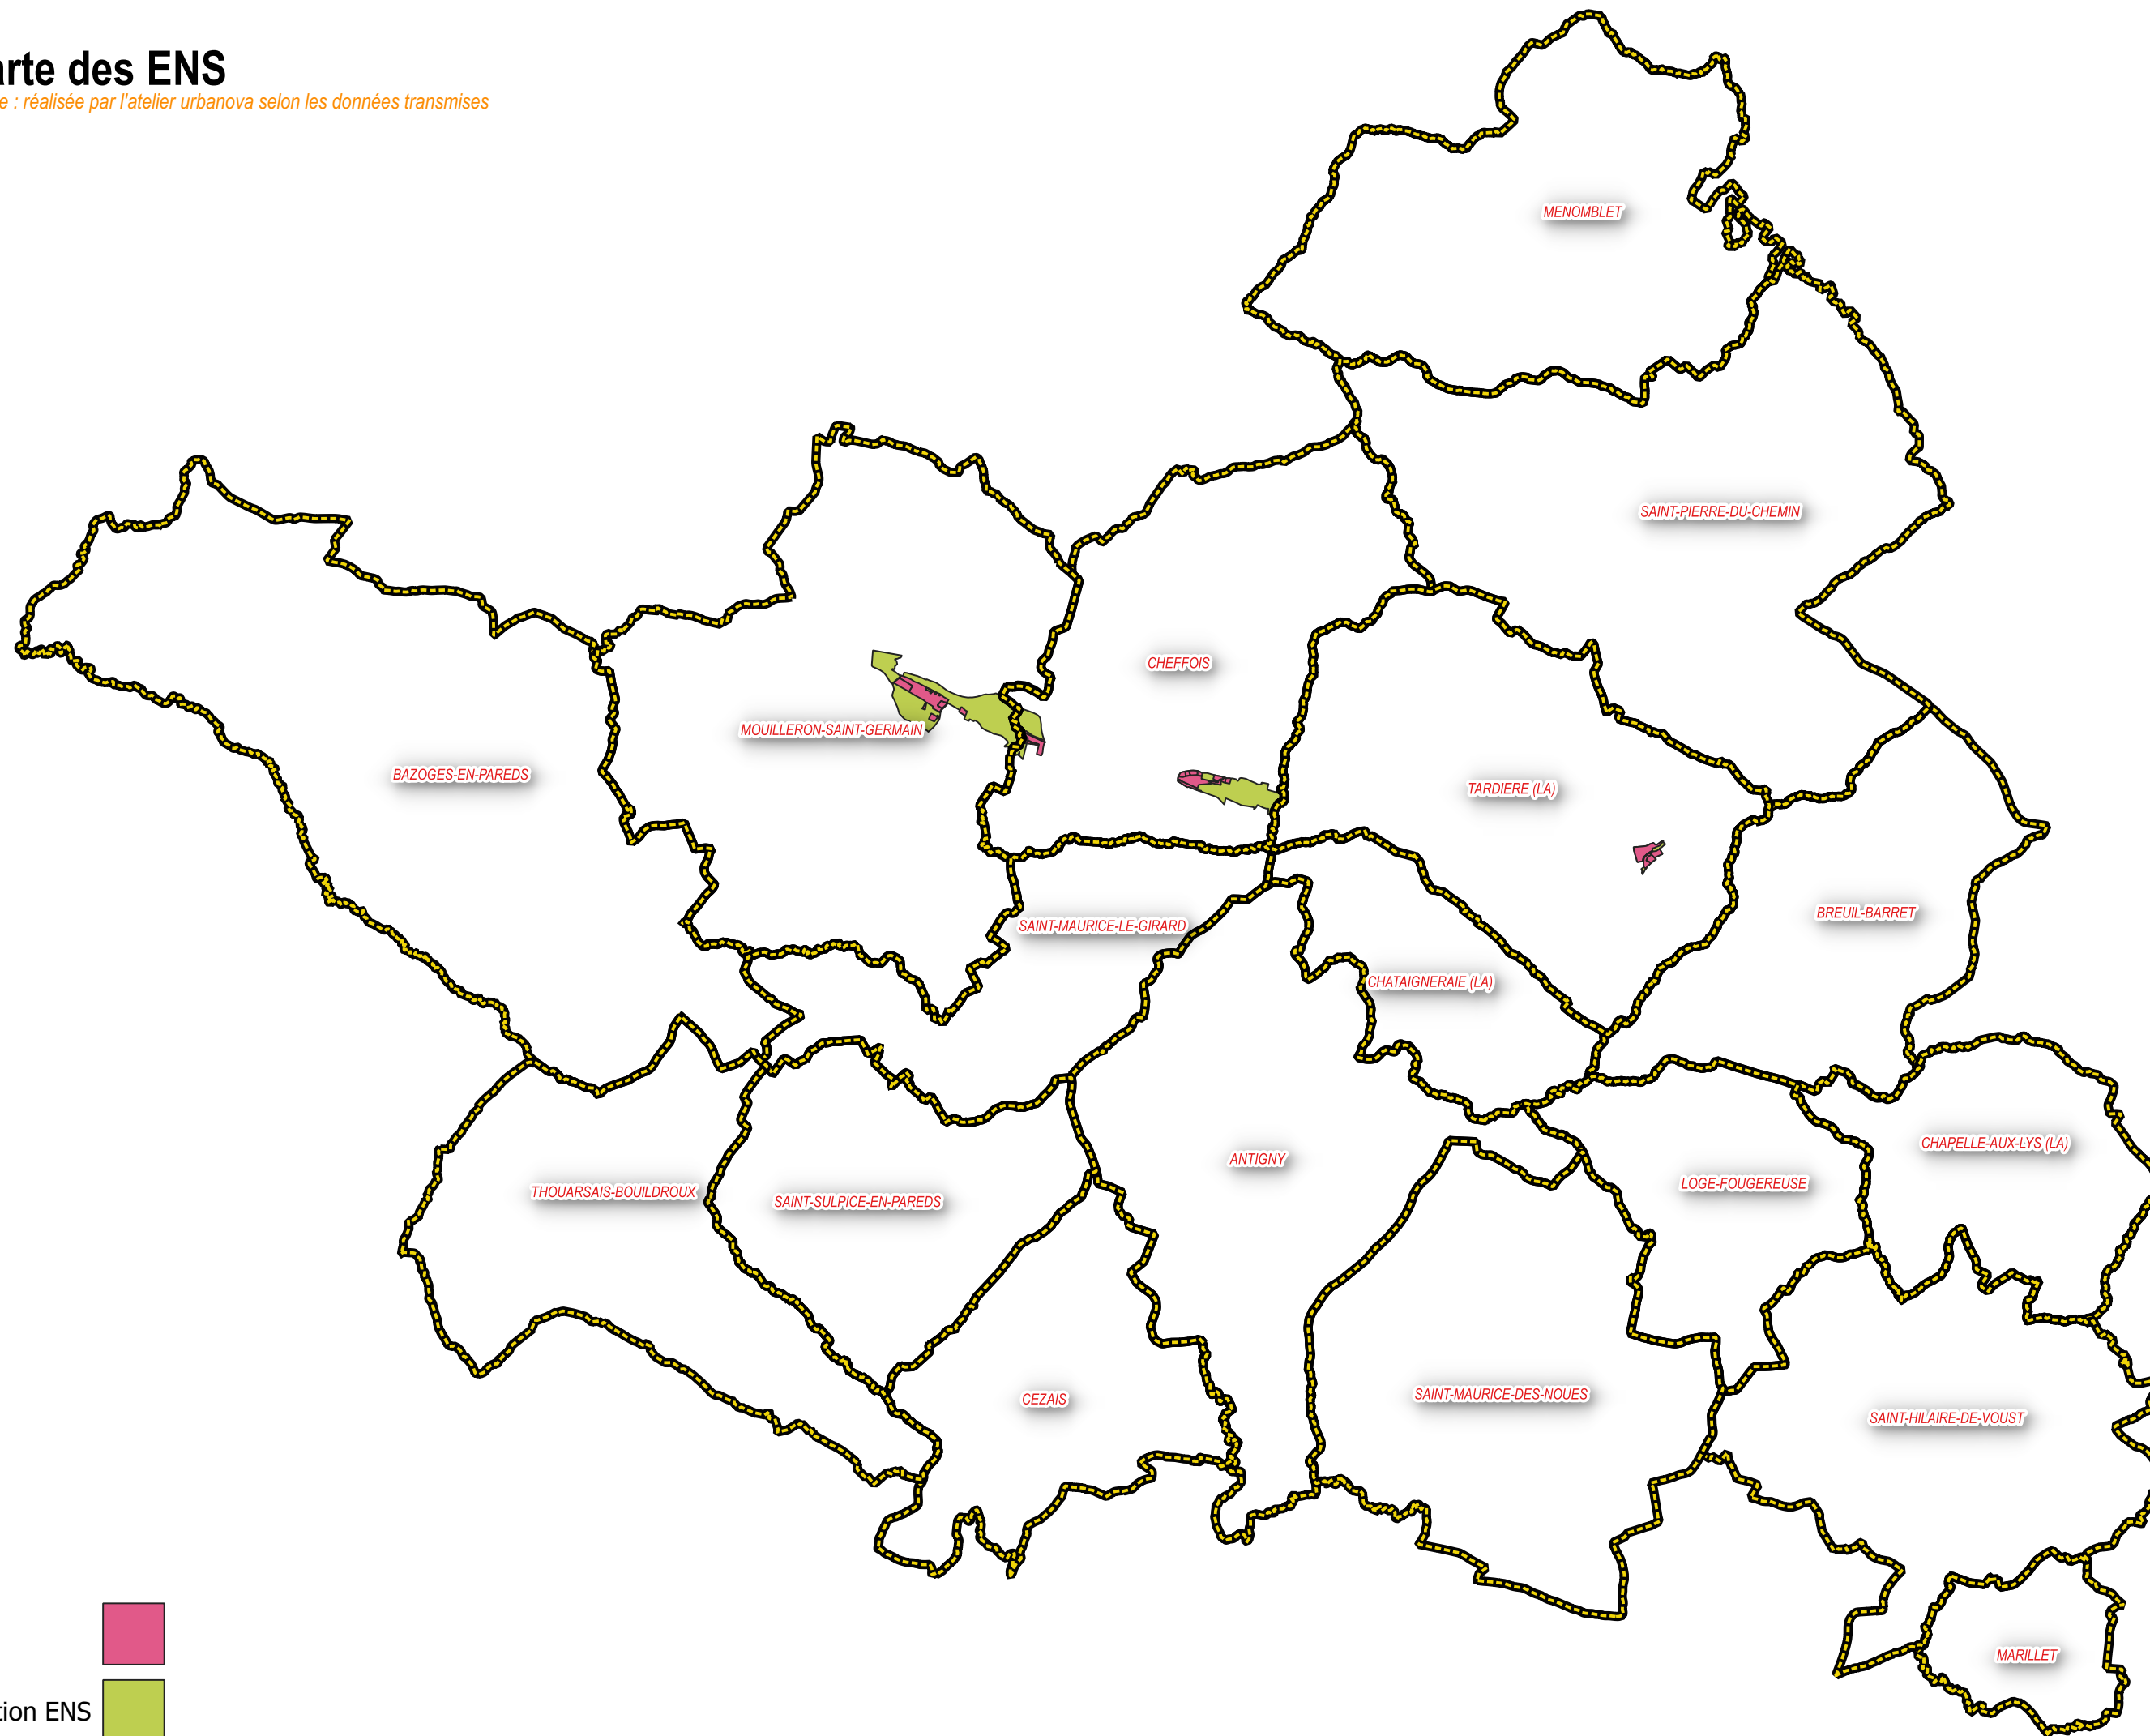 arte des ENS
e : réalisée par l'atelier urbanova selon les données transmises
MENOMBLET
SAINT-PIERRE-DU-CHEMIN
CHEFFOIS
MOUILLERON-SAINT-GERMAIN
BAZOGES-EN-PAREDS
TARDIERE (LA)
BREUIL-BARRET
SAINT-MAURICE-LE-GIRARD
CHATAIGNERAIE (LA)
CHAPELLE-AUX-LYS (LA)
ANTIGNY
LOGE-FOUGEREUSE
THOUARSAIS-BOUILDROUX
SAINT-SULPICE-EN-PAREDS
SAINT-MAURICE-DES-NOUES
CEZAIS
SAINT-HILAIRE-DE-VOUST
MARILLET
tion ENS